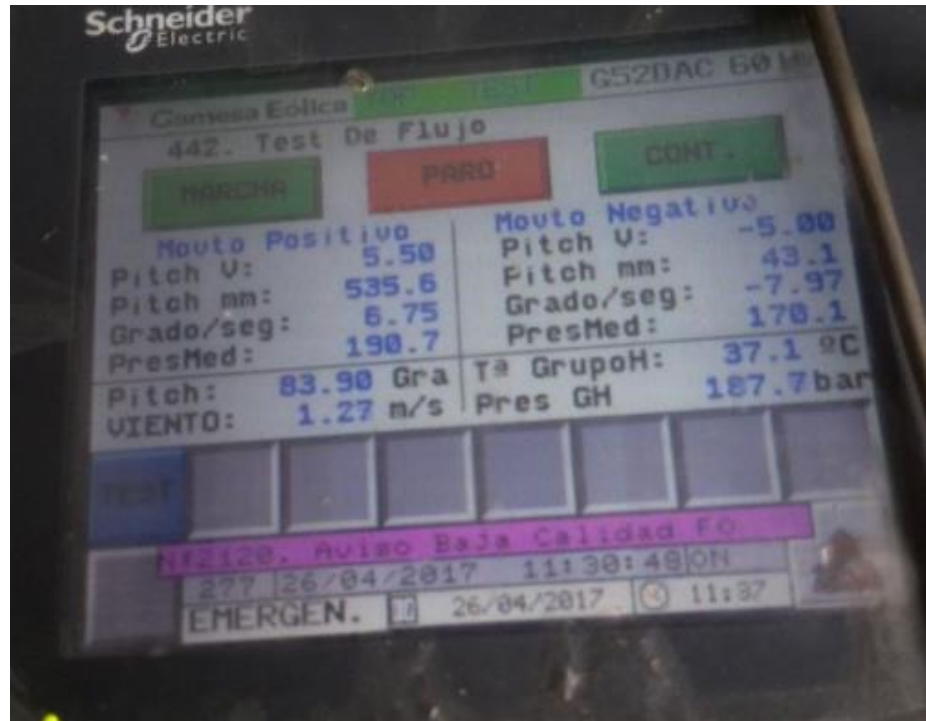 Schneider
Electric
Gamesa Eólica TEST G52DAC 60
442. Test De Flujo
MARCHA PARO CONT.
Movto Positivo
Pitch V: 5.50
Pitch mm: 535.6
Grado/seg: 6.75
PresMed: 190.7
Movto Negativo
Pitch V: -5.00
Pitch mm: 43.1
Grado/seg: -7.97
PresMed: 170.1
Pitch: 83.90 Gra
VIENTO: 1.27 m/s
Tª GrupoH: 37.1 ºC
Pres GH 187.7 bar
TEST
Aviso Baja Calidad FO
277 26/04/2017 11:30:48 ON
EMERGEN. 26/04/2017 11:37